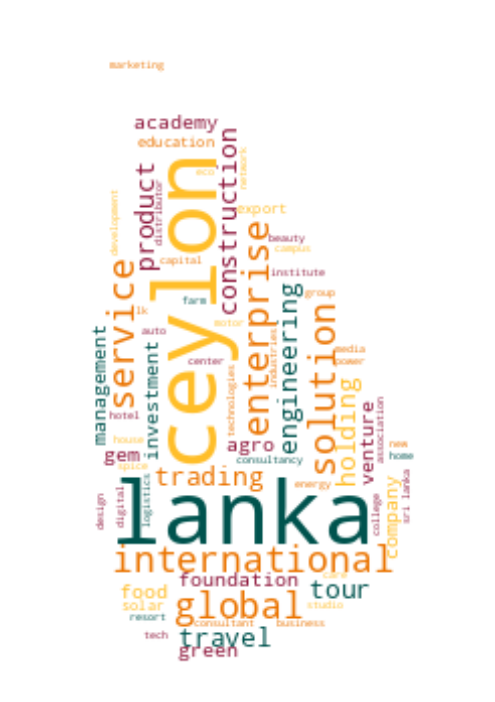 marketing
academy
education
eco
network
product
distributor
ceylon
construction
development
export
enterprise
beauty
campus
capital
institute
service
farm
group
lk
auto
motor
management
investment
center
technologies
industries
engineering
solution
media
power
holding
venture
association
hotel
house
gem
spice
agro
consultancy
new
home
trading
energy
design
digital
logistics
lanka
college
company
sri lanka
international
foundation
care
tour
food
solar
resort
global
studio
consultant
business
tech
travel
green